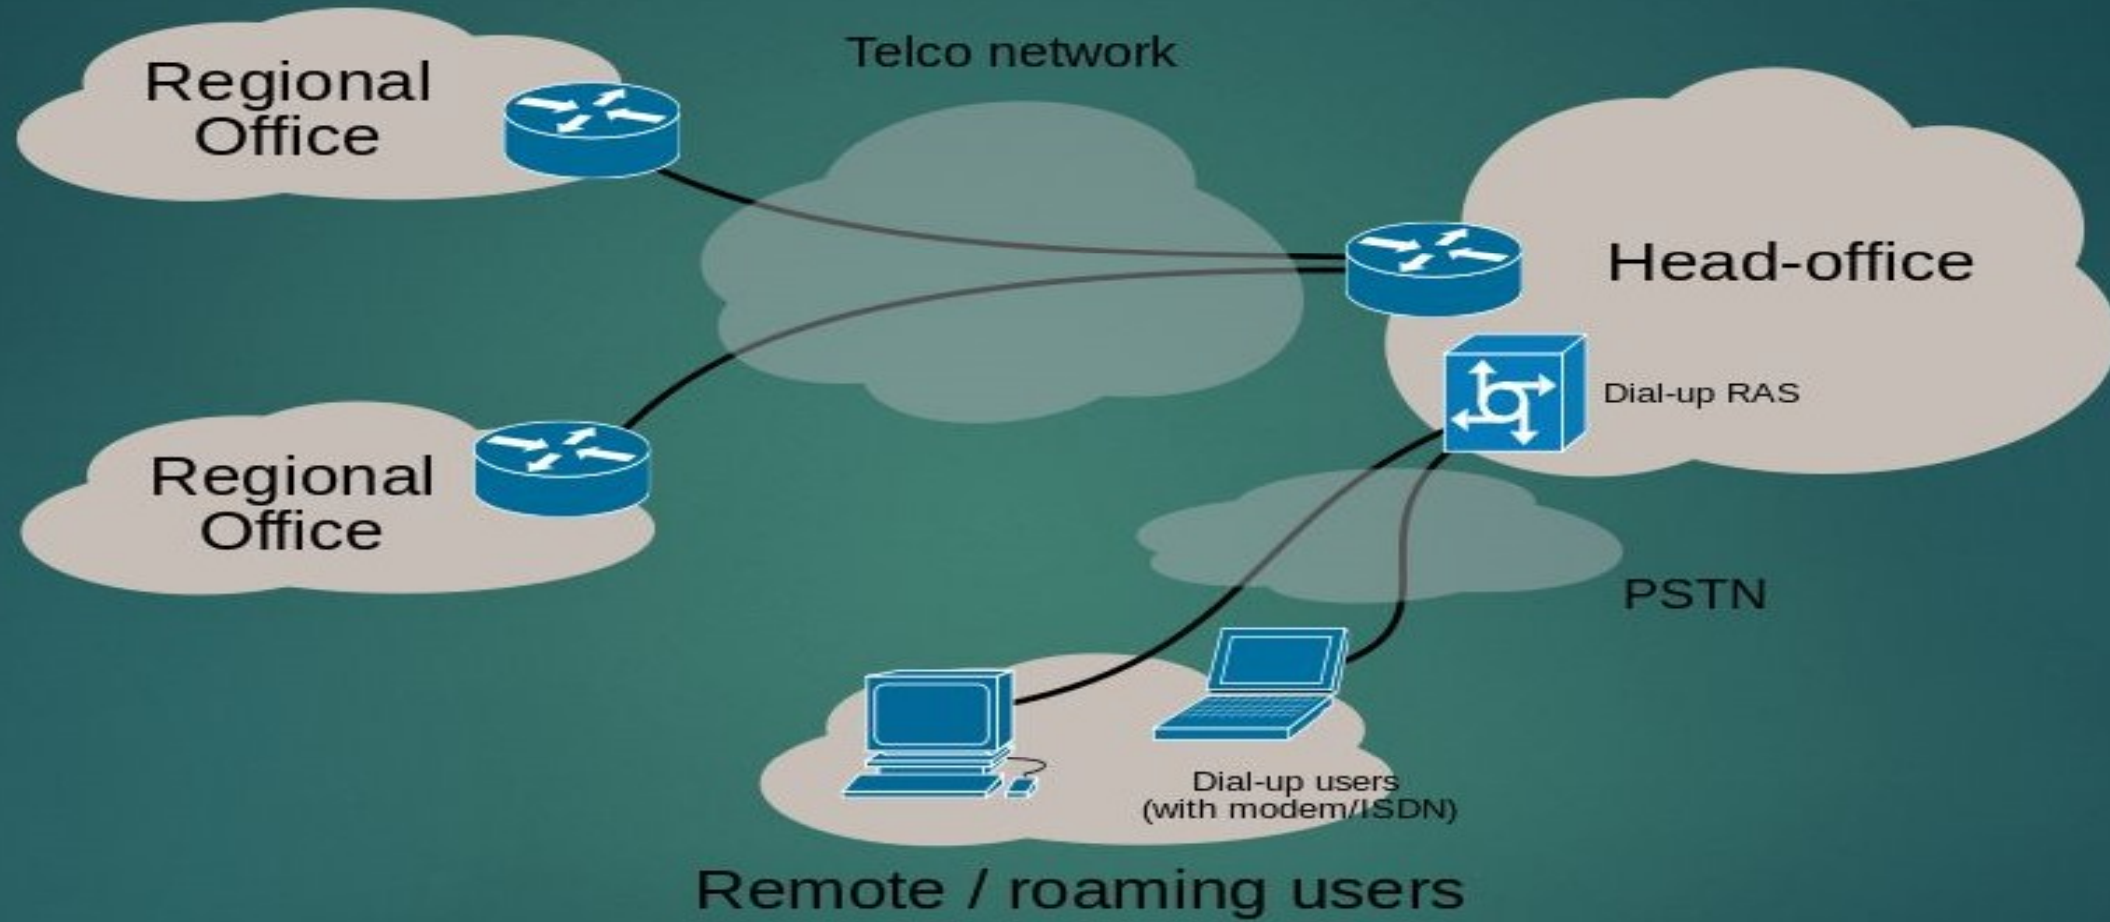 Telco network
Regional
Office
Head-office
Dial-up RAS
Regional
Office
PSTN
Dial-up users
(with modem/ISDN)
Remote / roaming users